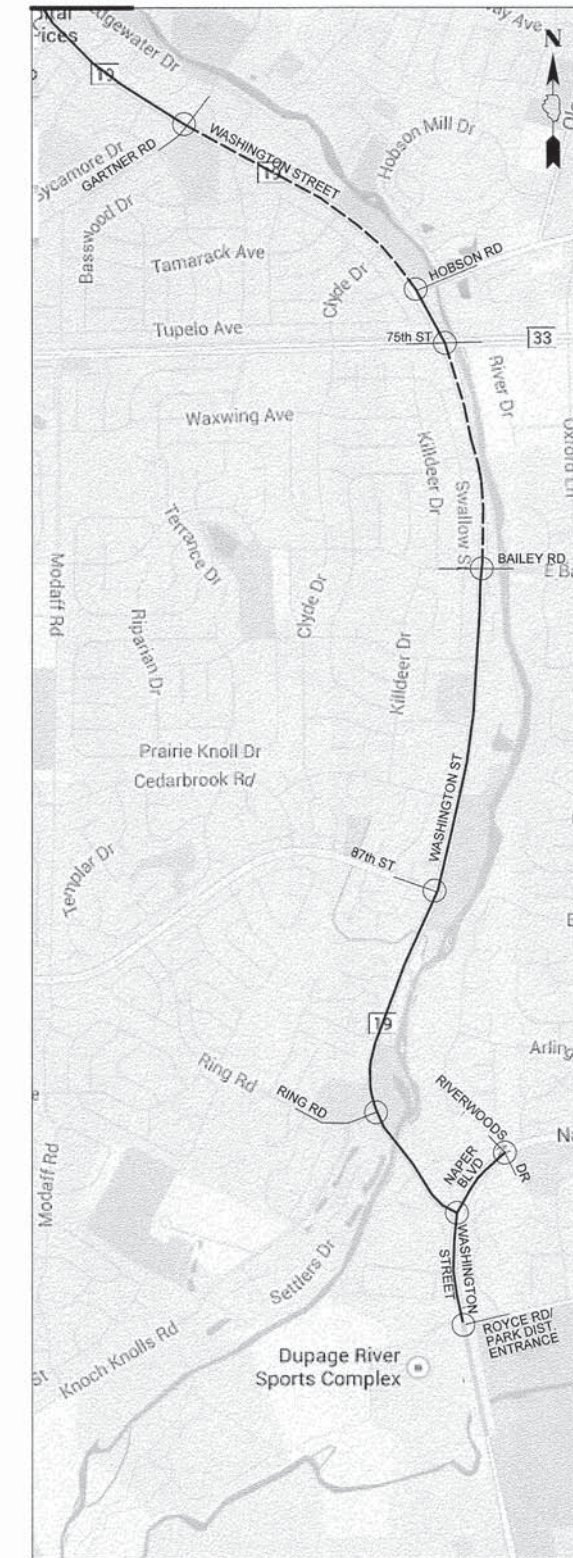 Edgewater Dr
ices
19
N
Hobson Mill Dr
Sycamore Dr
GARTNER RD
WASHINGTON STREET
19
Basswood Dr
Tamarack Ave
Clyde Dr
HOBSON RD
Tupelo Ave
75th ST
33
River Dr
Waxwing Ave
Killdeer Dr
Swallow S
Terrance Dr
BAILEY RD
Modaff Rd
Clyde Dr
Riparian Dr
Killdeer Dr
Prairie Knoll Dr
Cedarbrook Rd
WASHINGTON ST
87th ST
Templar Dr
19
Arling
Ring Rd
RING RD
RIVERWOODS
DR
NAPER
BLVD
Modaff Rd
WASHINGTON
STREET
Settlers Dr
ROYCE RD/
PARK DIST.
ENTRANCE
Knoch Knolls Rd
St
Dupage River
Sports Complex